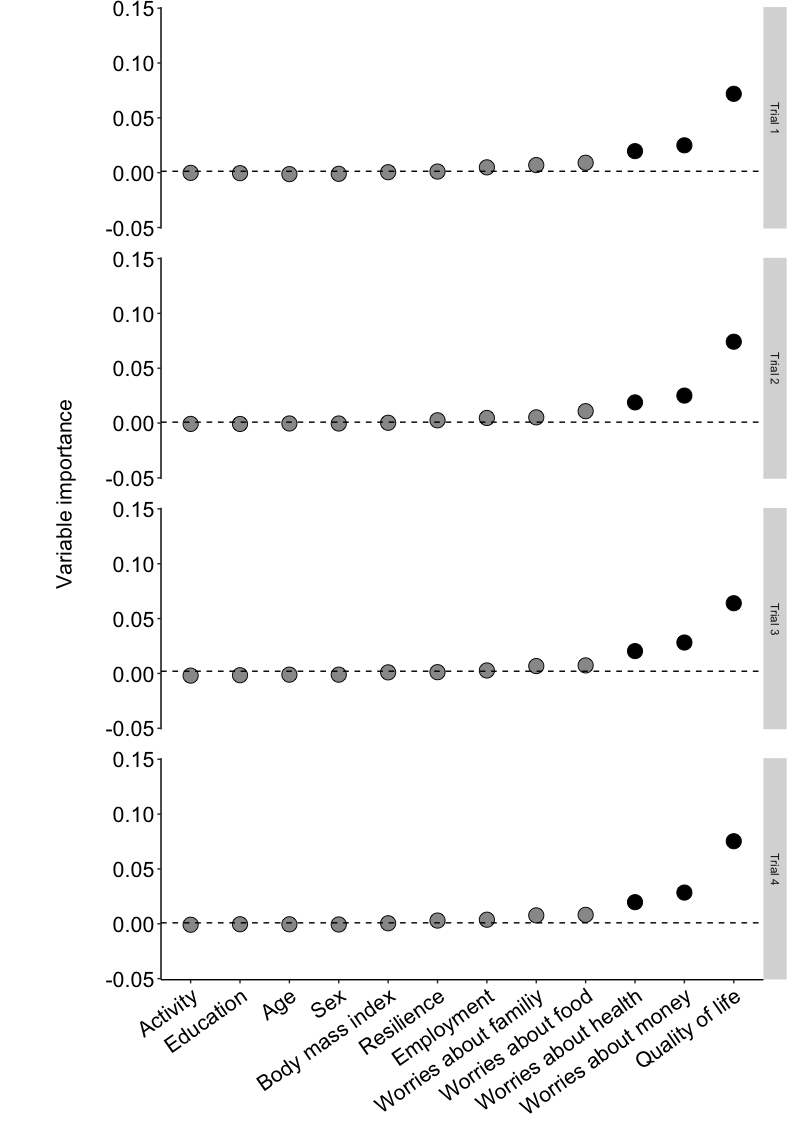 0.15
0.10
0.05
0.00
-0.05
Trial 1
0.15
0.10
0.05
0.00
-0.05
Trial 2
Variable importance
0.15
0.10
0.05
0.00
-0.05
Trial 3
0.15
0.10
0.05
0.00
-0.05
Trial 4
Activity
Education
Age
Sex
Body mass index
Resilience
Employment
Worries about familiy
Worries about food
Worries about health
Worries about money
Quality of life